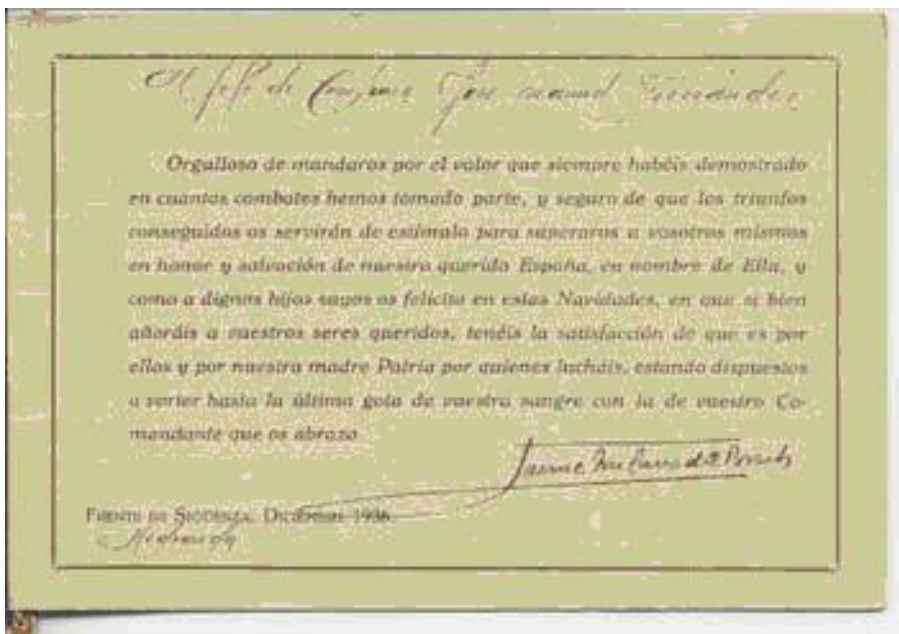 Al Jefe de Centuria José Manuel Fernández
Orgulloso de mandaros por el valor que siempre habéis demostrado
en cuantos combates hemos tomado parte, y seguro de que los triunfos
conseguidos os servirán de estímulo para superaros a vosotros mismos
en honor y salvación de nuestra querida España, en nombre de Ella, y
como a dignos hijos suyos os felicito en estas Navidades, en que si bien
añoráis a vuestros seres queridos, tenéis la satisfacción de que es por
ellos y por nuestra madre Patria por quienes lucháis, estando dispuestos
a verter hasta la última gota de vuestra sangre con la de vuestro Co-
mandante que os abraza
Jaime
FRENTE DE SIGÜENZA. DICIEMBRE 1936.